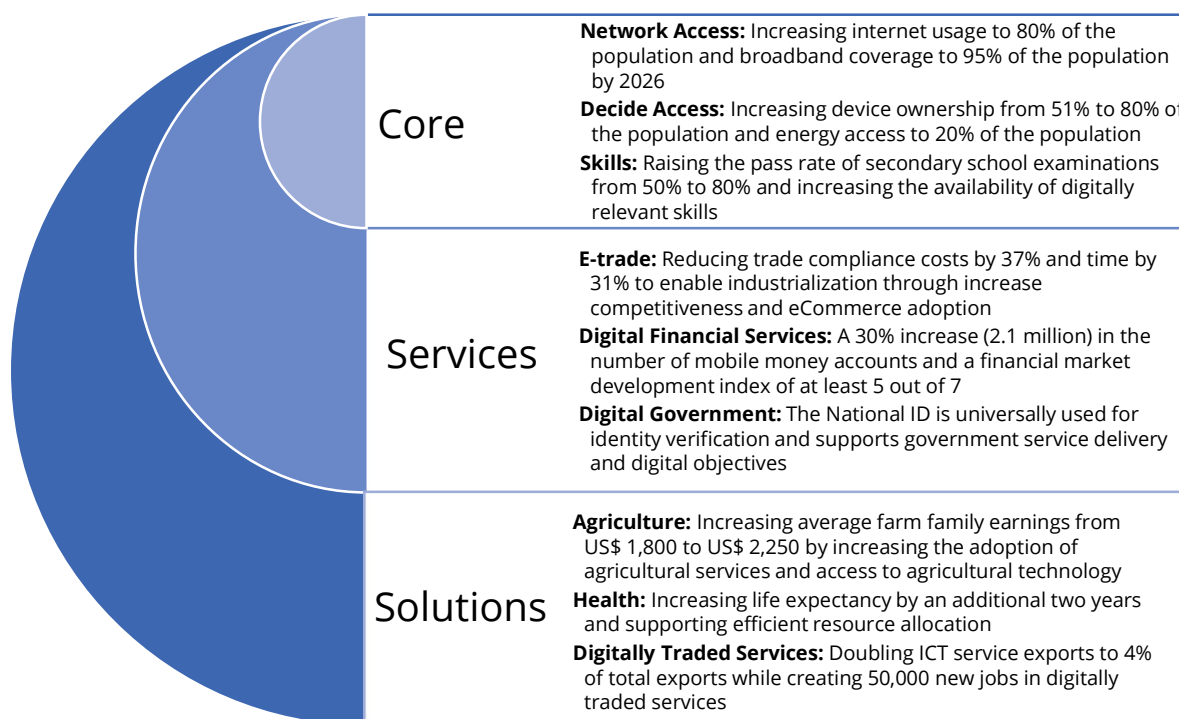 Core
Network Access: Increasing internet usage to 80% of the
population and broadband coverage to 95% of the population
by 2026
Decide Access: Increasing device ownership from 51% to 80% of
the population and energy access to 20% of the population
Skills: Raising the pass rate of secondary school examinations
from 50% to 80% and increasing the availability of digitally
relevant skills
Services
E-trade: Reducing trade compliance costs by 37% and time by
31% to enable industrialization through increase
competitiveness and eCommerce adoption
Digital Financial Services: A 30% increase (2.1 million) in the
number of mobile money accounts and a financial market
development index of at least 5 out of 7
Digital Government: The National ID is universally used for
identity verification and supports government service delivery
and digital objectives
Solutions
Agriculture: Increasing average farm family earnings from
US$ 1,800 to US$ 2,250 by increasing the adoption of
agricultural services and access to agricultural technology
Health: Increasing life expectancy by an additional two years
and supporting efficient resource allocation
Digitally Traded Services: Doubling ICT service exports to 4%
of total exports while creating 50,000 new jobs in digitally
traded services